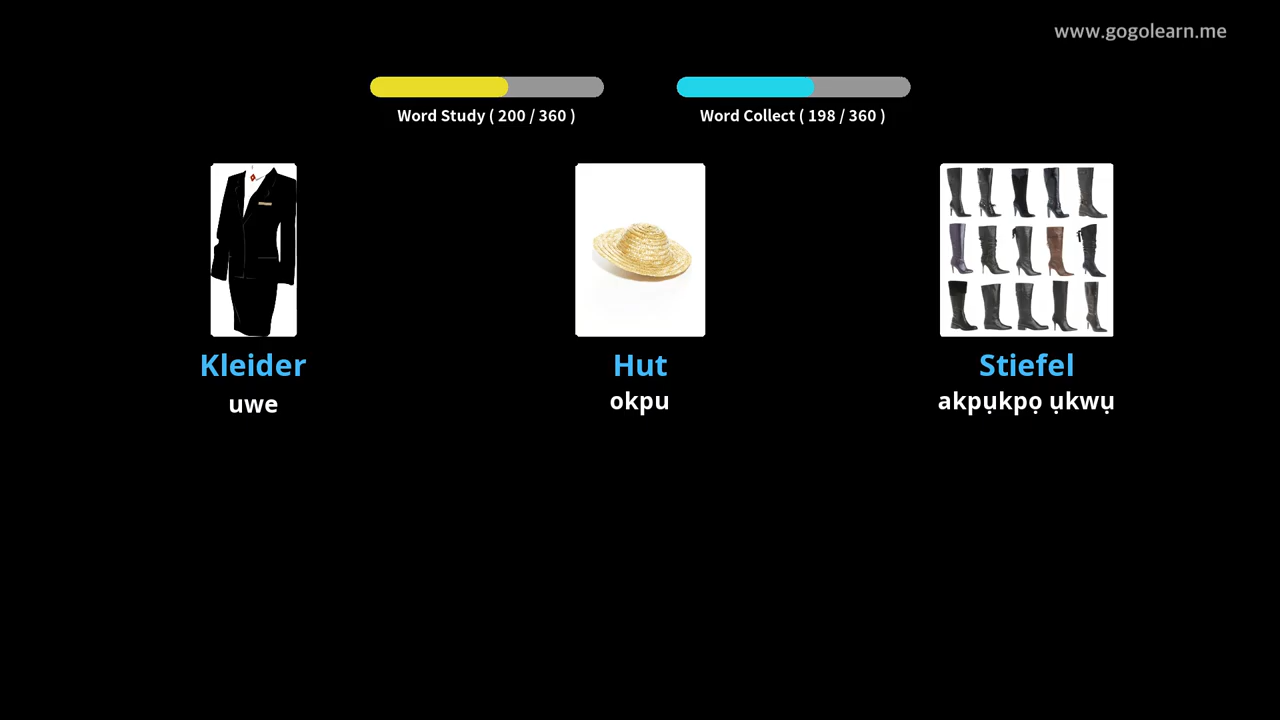 www.gogolearn.me
Word Study ( 200 / 360 )
Word Collect ( 198 / 360 )
Kleider
Hut
Stiefel
uwe
okpu
akpụkpọ ụkwụ